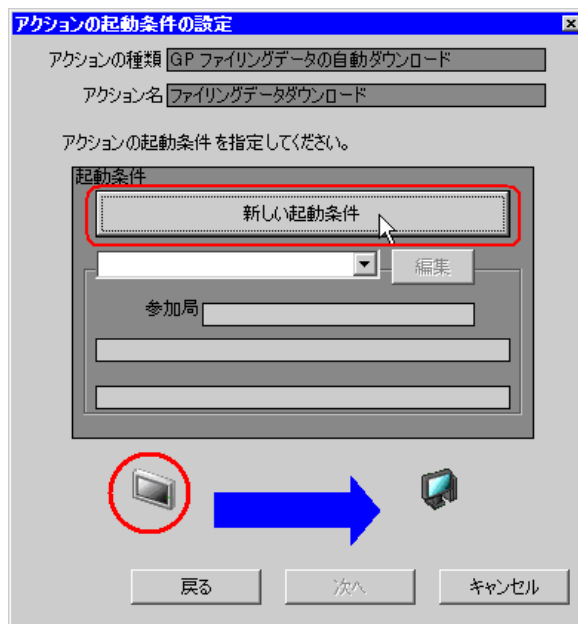 アクションの起動条件の設定
アクションの種類 GP ファイリングデータの自動ダウンロード
アクション名 ファイリングデータダウンロード
アクションの起動条件 を指定してください。
起動条件
新しい起動条件
編集
参加局
戻る 次へ キャンセル